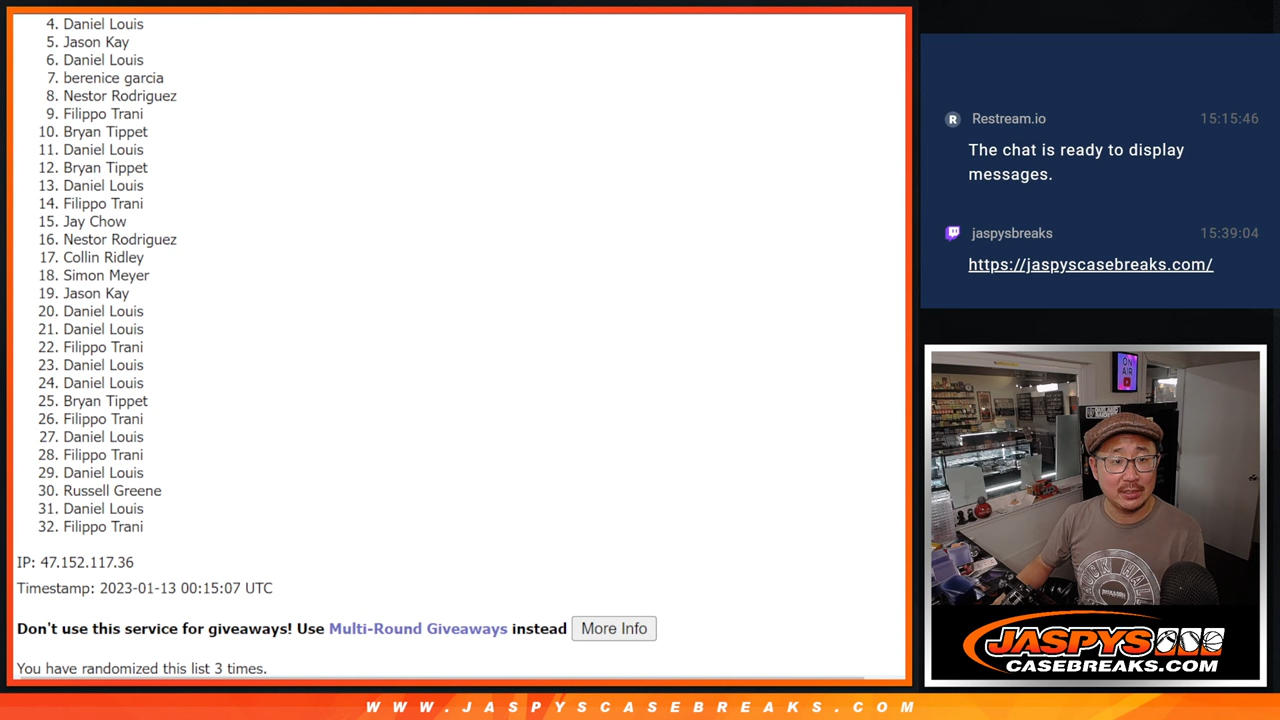 4. Daniel Louis
5. Jason Kay
6. Daniel Louis
7. berenice garcia
8. Nestor Rodriguez
9. Filippo Trani
10. Bryan Tippet
11. Daniel Louis
12. Bryan Tippet
13. Daniel Louis
14. Filippo Trani
15. Jay Chow
16. Nestor Rodriguez
17. Collin Ridley
18. Simon Meyer
19. Jason Kay
20. Daniel Louis
21. Daniel Louis
22. Filippo Trani
23. Daniel Louis
24. Daniel Louis
25. Bryan Tippet
26. Filippo Trani
27. Daniel Louis
28. Filippo Trani
29. Daniel Louis
30. Russell Greene
31. Daniel Louis
32. Filippo Trani
IP: 47.152.117.36
Timestamp: 2023-01-13 00:15:07 UTC
Don't use this service for giveaways! Use Multi-Round Giveaways instead More Info
You have randomized this list 3 times.
R Restream.io 15:15:46
The chat is ready to display
messages.
jaspysbreaks 15:39:04
https://jaspyscasebreaks.com/
ON
AIR
JASPYS
CASEBREAKS.COM
WWW.JASPYSCASEBREAKS.COM